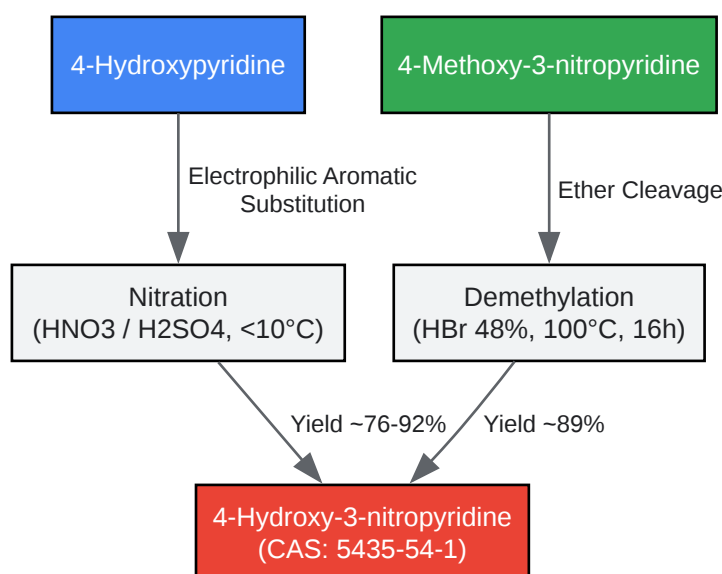 4-Hydroxypyridine
4-Methoxy-3-nitropyridine
Electrophilic Aromatic
Substitution
Ether Cleavage
Nitration
(HNO3 / H2SO4, <10°C)
Demethylation
(HBr 48%, 100°C, 16h)
Yield ~76-92%
Yield ~89%
4-Hydroxy-3-nitropyridine
(CAS: 5435-54-1)